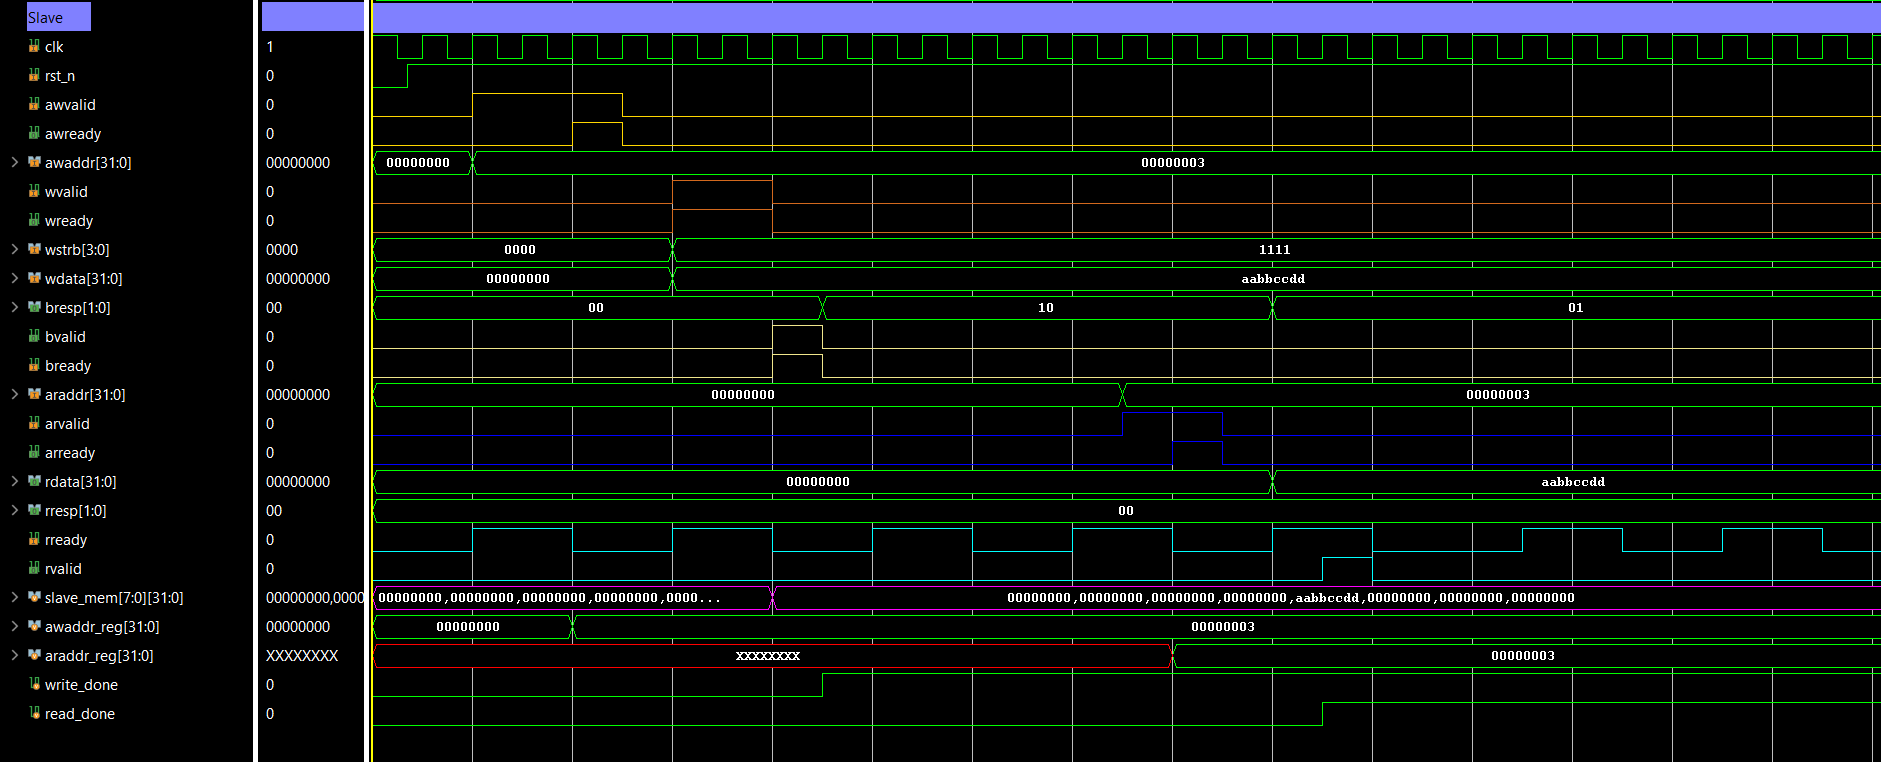 Slave
clk 1
rst_n 0
awvalid 0
awready 0
awaddr[31:0] 00000000 00000000 00000003
wvalid 0
wready 0
wstrb[3:0] 0000 0000 1111
wdata[31:0] 00000000 00000000 aabbccdd
bresp[1:0] 00 00 10 01
bvalid 0
bready 0
araddr[31:0] 00000000 00000000 00000003
arvalid 0
arready 0
rdata[31:0] 00000000 00000000 aabbccdd
rresp[1:0] 00 00
rready 0
rvalid 0
slave_mem[7:0][31:0] 00000000,0000 00000000,00000000,00000000,00000000,0000... 00000000,00000000,00000000,00000000,aabbccdd,00000000,00000000,00000000
awaddr_reg[31:0] 00000000 00000000 00000003
araddr_reg[31:0] XXXXXXXX XXXXXXXX 00000003
write_done 0
read_done 0